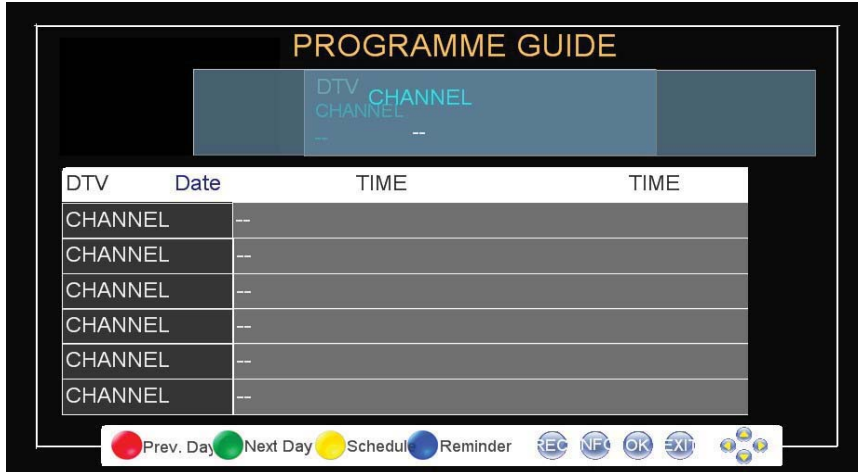 PROGRAMME GUIDE
DTV CHANNEL
CHANNEL
-- --
DTV Date TIME TIME
CHANNEL --
CHANNEL --
CHANNEL --
CHANNEL --
CHANNEL --
CHANNEL --
Prev. Day Next Day Schedule Reminder REC INFO OK EXIT